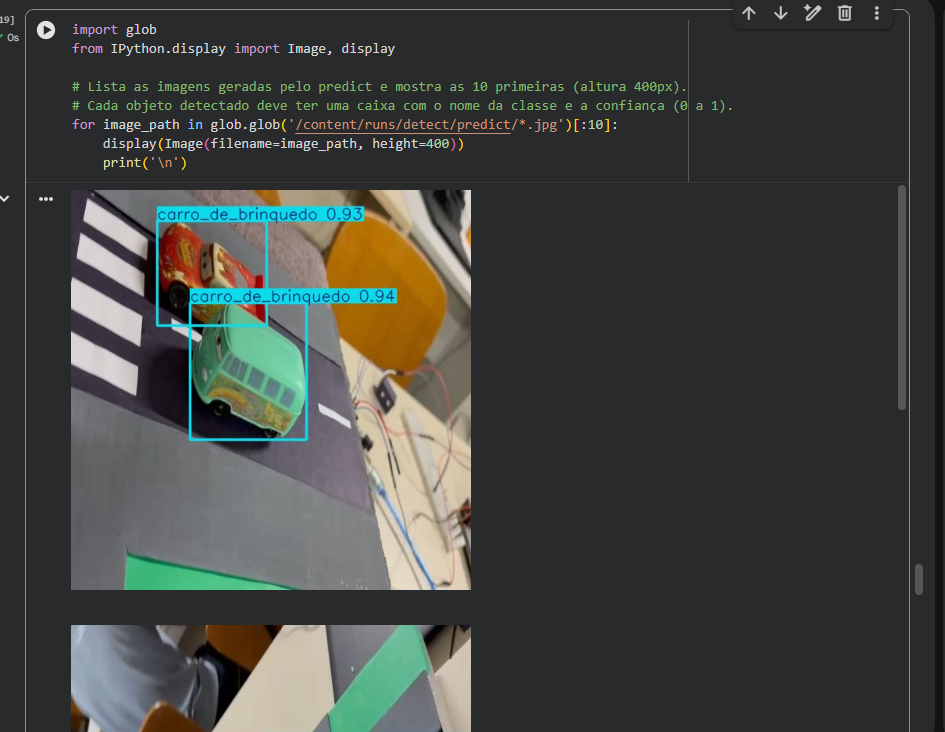 19]
0s
import glob
from IPython.display import Image, display
# Lista as imagens geradas pelo predict e mostra as 10 primeiras (altura 400px).
# Cada objeto detectado deve ter uma caixa com o nome da classe e a confiança (0 a 1).
for image_path in glob.glob('/content/runs/detect/predict/*.jpg')[:10]:
    display(Image(filename=image_path, height=400))
    print('\n')
carro_de_brinquedo 0.93
carro_de_brinquedo 0.94